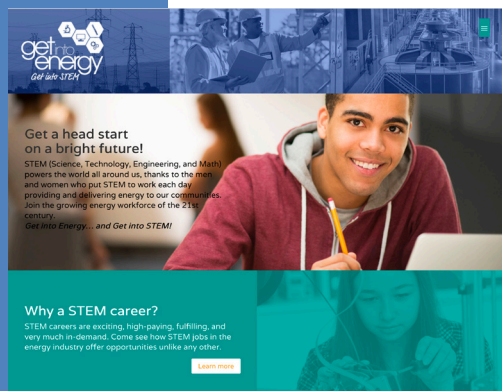 get into
energy
Get into STEM
Get a head start
on a bright future!
STEM (Science, Technology, Engineering, and Math)
powers the world all around us, thanks to the men
and women who put STEM to work each day
providing and delivering energy to our communities.
Join the growing energy workforce of the 21st
century.
Get into Energy... and Get into STEM!
Why a STEM career?
STEM careers are exciting, high-paying, fulfilling, and
very much in-demand. Come see how STEM jobs in the
energy industry offer opportunities unlike any other.
Learn more